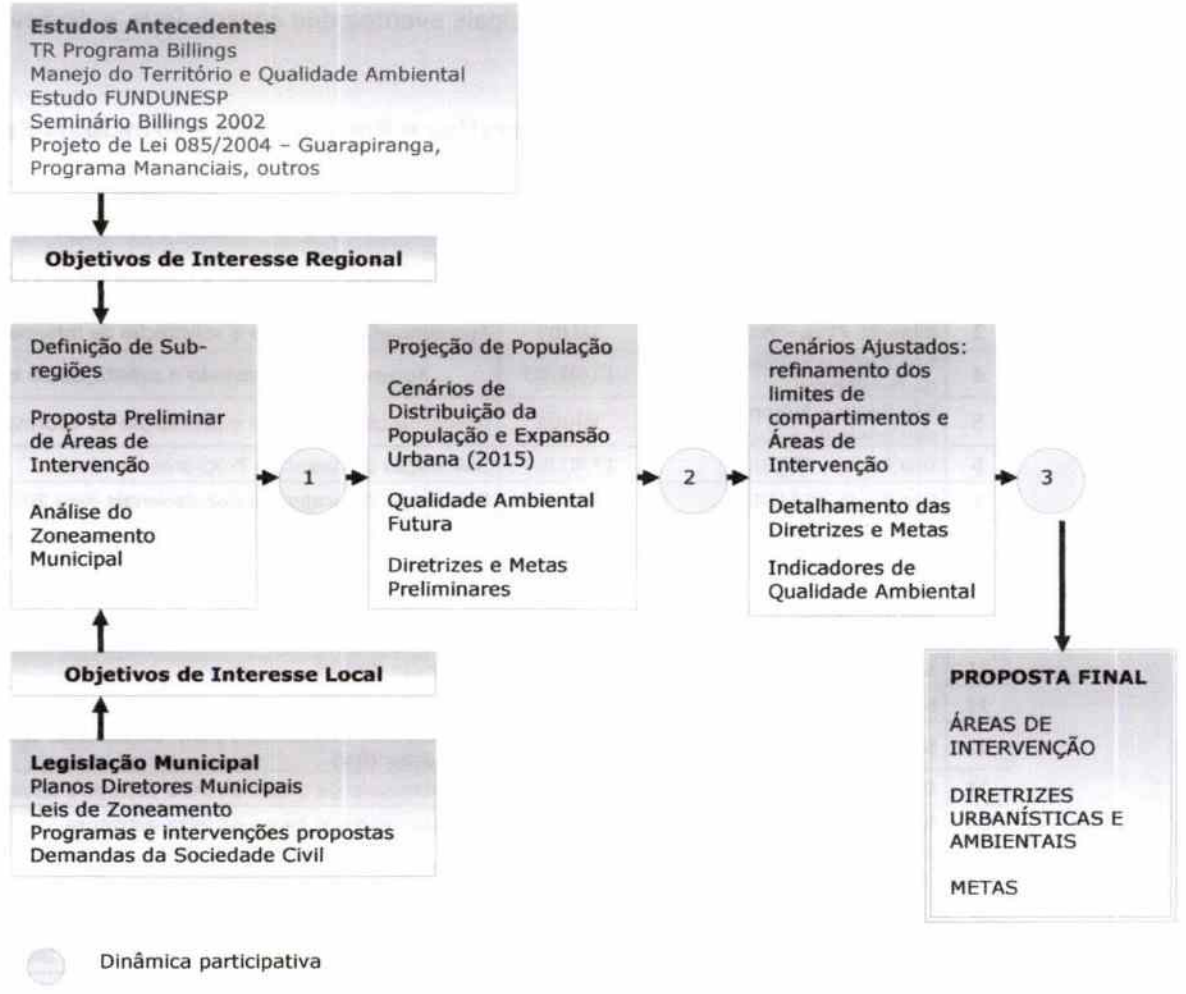 Estudos Antecedentes
TR Programa Billings
Manejo do Território e Qualidade Ambiental
Estudo FUNDUNESP
Seminário Billings 2002
Projeto de Lei 085/2004 – Guarapiranga,
Programa Mananciais, outros
Objetivos de Interesse Regional
Definição de Sub-
regiões
Proposta Preliminar
de Áreas de
Intervenção
Análise do
Zoneamento
Municipal
1
Projeção de População
Cenários de
Distribuição da
População e Expansão
Urbana (2015)
Qualidade Ambiental
Futura
Diretrizes e Metas
Preliminares
2
Cenários Ajustados:
refinamento dos
limites de
compartimentos e
Áreas de
Intervenção
Detalhamento das
Diretrizes e Metas
Indicadores de
Qualidade Ambiental
3
Objetivos de Interesse Local
Legislação Municipal
Planos Diretores Municipais
Leis de Zoneamento
Programas e intervenções propostas
Demandas da Sociedade Civil
PROPOSTA FINAL
ÁREAS DE
INTERVENÇÃO
DIRETRIZES
URBANÍSTICAS E
AMBIENTAIS
METAS
Dinâmica participativa